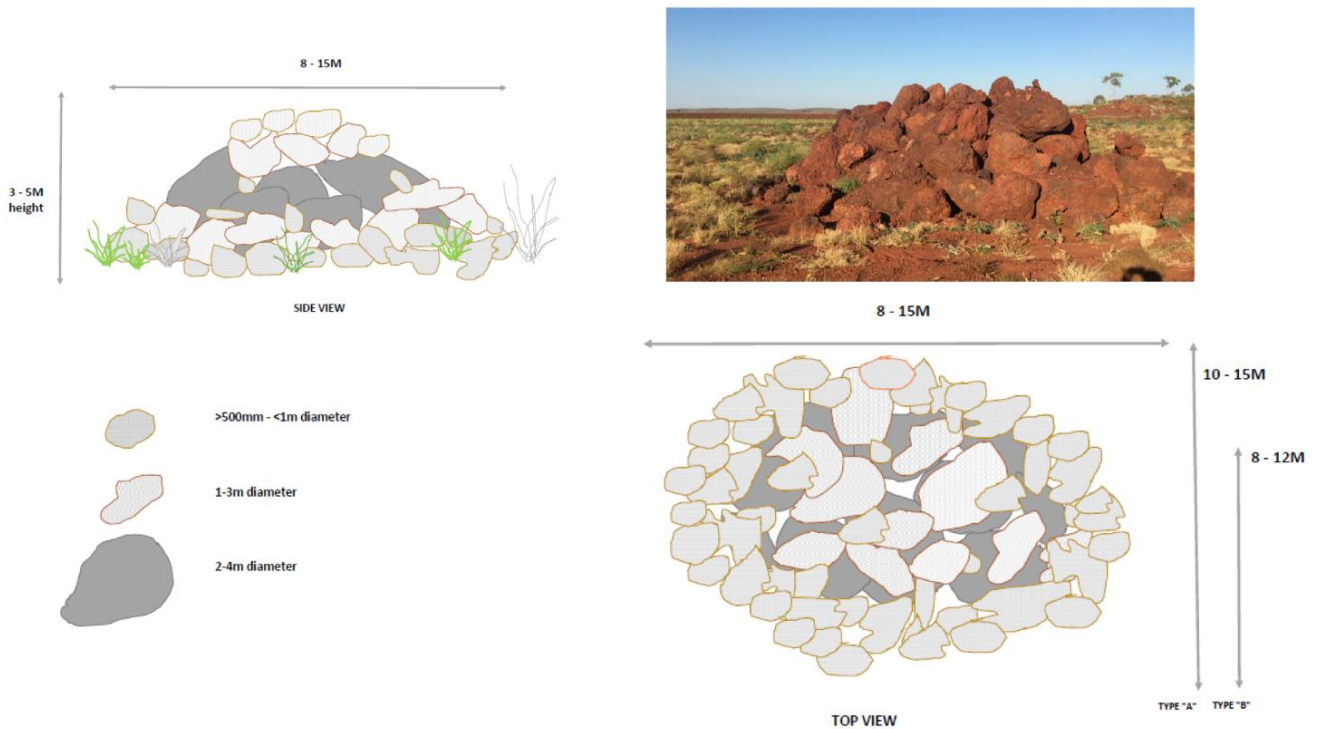 8 - 15M
3 - 5M
height
SIDE VIEW
>500mm - <1m diameter
1-3m diameter
2-4m diameter
8 - 15M
10 - 15M
8 - 12M
TYPE "A"
TYPE "B"
TOP VIEW